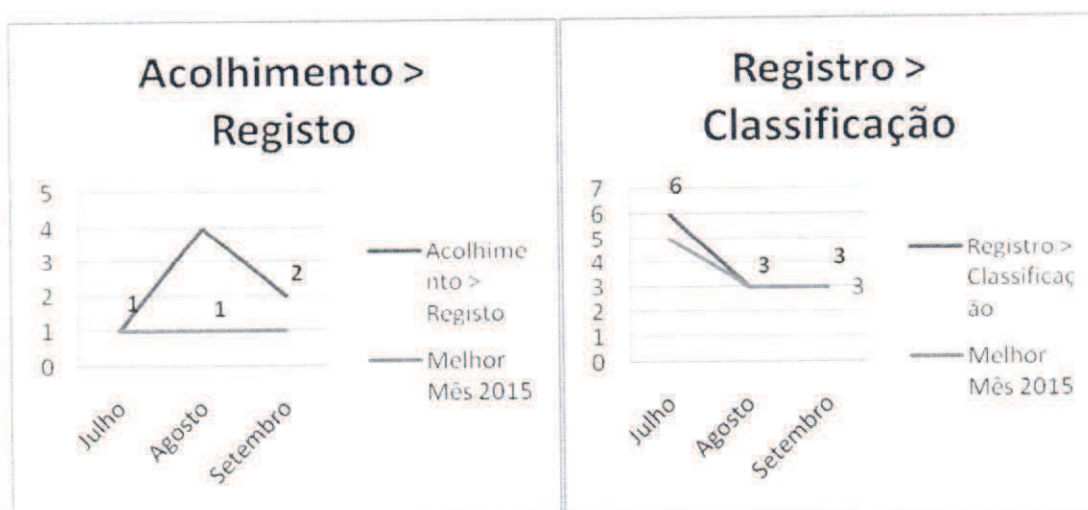 Acolhimento >
Registo
5
4
3
2
1
0
1
1
2
Julho
Agosto
Setembro
Acolhime
nto >
Registo
Melhor
Mês 2015
Registro >
Classificação
7
6
5
4
3
2
1
0
6
3
3
3
Julho
Agosto
Setembro
Registro >
Classificaç
ão
Melhor
Mês 2015